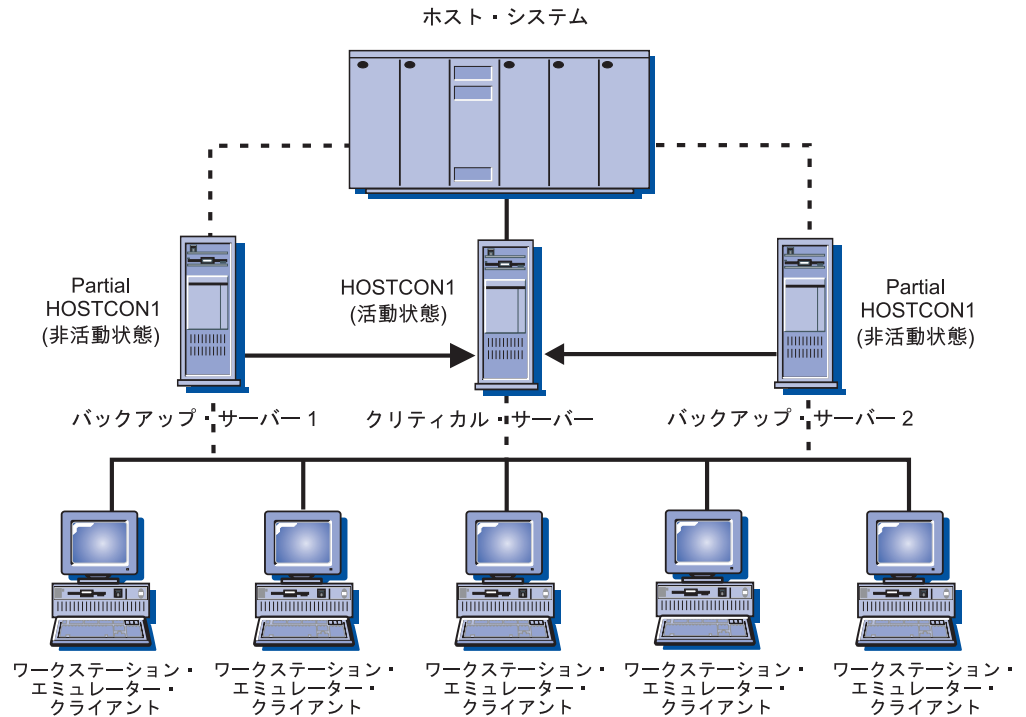 ホスト・システム
Partial
HOSTCON1
(非活動状態)
HOSTCON1
(活動状態)
Partial
HOSTCON1
(非活動状態)
バックアップ・サーバー 1
クリティカル・サーバー
バックアップ・サーバー 2
ワークステーション・
エミュレーター・
クライアント
ワークステーション・
エミュレーター・
クライアント
ワークステーション・
エミュレーター・
クライアント
ワークステーション・
エミュレーター・
クライアント
ワークステーション・
エミュレーター・
クライアント